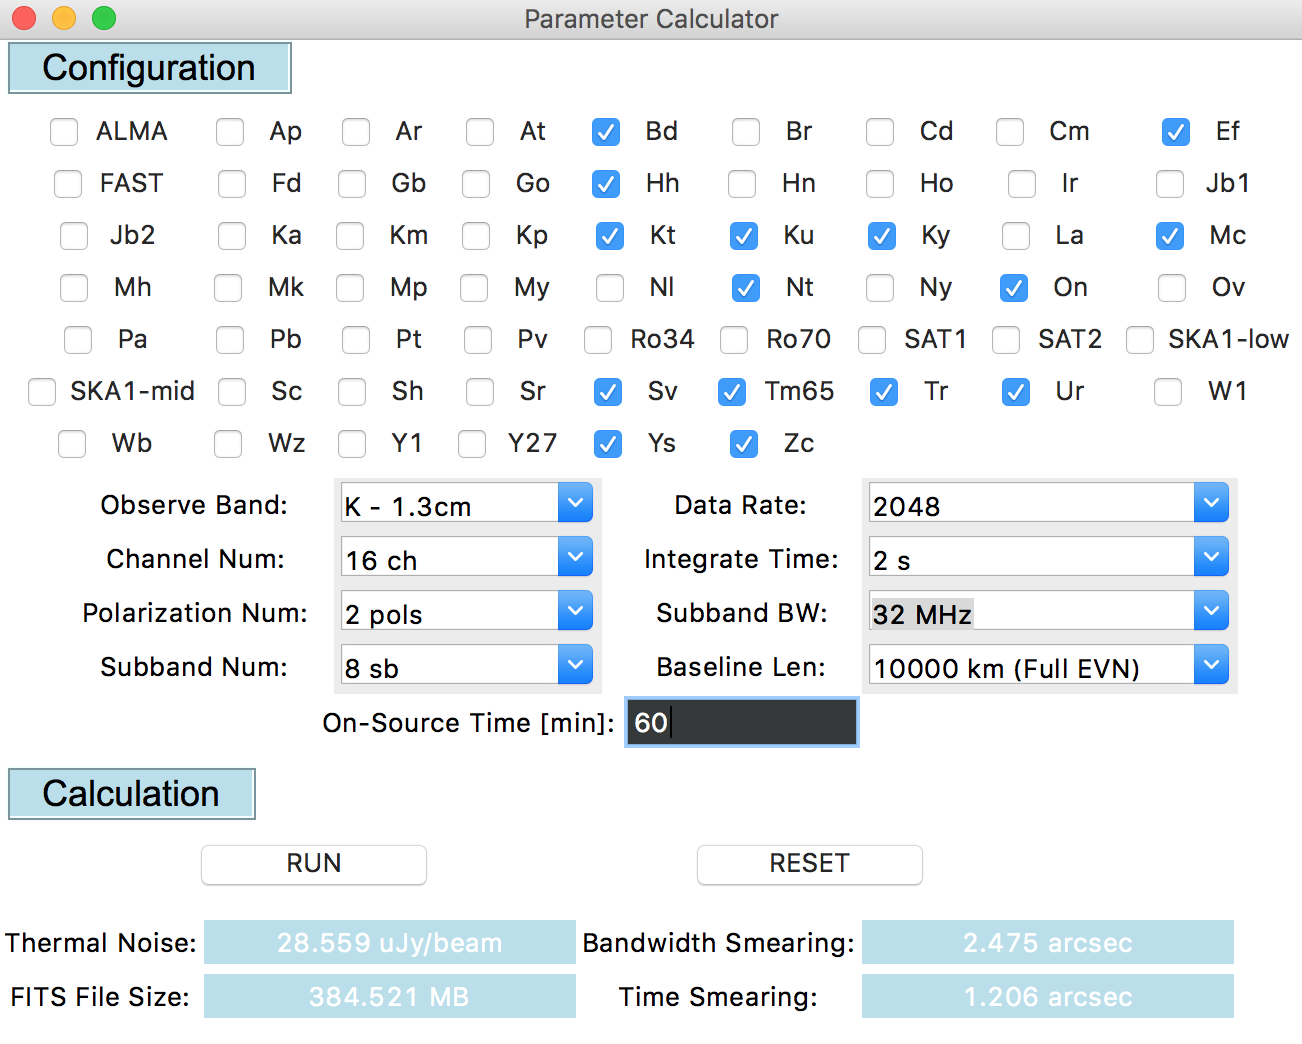 Parameter Calculator
Configuration
ALMA Ap Ar At Bd Br Cd Cm Ef
FAST Fd Gb Go Hh Hn Ho Ir Jb1
Jb2 Ka Km Kp Kt Ku Ky La Mc
Mh Mk Mp My Nl Nt Ny On Ov
Pa Pb Pt Pv Ro34 Ro70 SAT1 SAT2 SKA1-low
SKA1-mid Sc Sh Sr Sv Tm65 Tr Ur W1
Wb Wz Y1 Y27 Ys Zc
Observe Band: K - 1.3cm Data Rate: 2048
Channel Num: 16 ch Integrate Time: 2 s
Polarization Num: 2 pols Subband BW: 32 MHz
Subband Num: 8 sb Baseline Len: 10000 km (Full EVN)
On-Source Time [min]: 60
Calculation
RUN RESET
Thermal Noise: 28.559 uJy/beam Bandwidth Smearing: 2.475 arcsec
FITS File Size: 384.521 MB Time Smearing: 1.206 arcsec